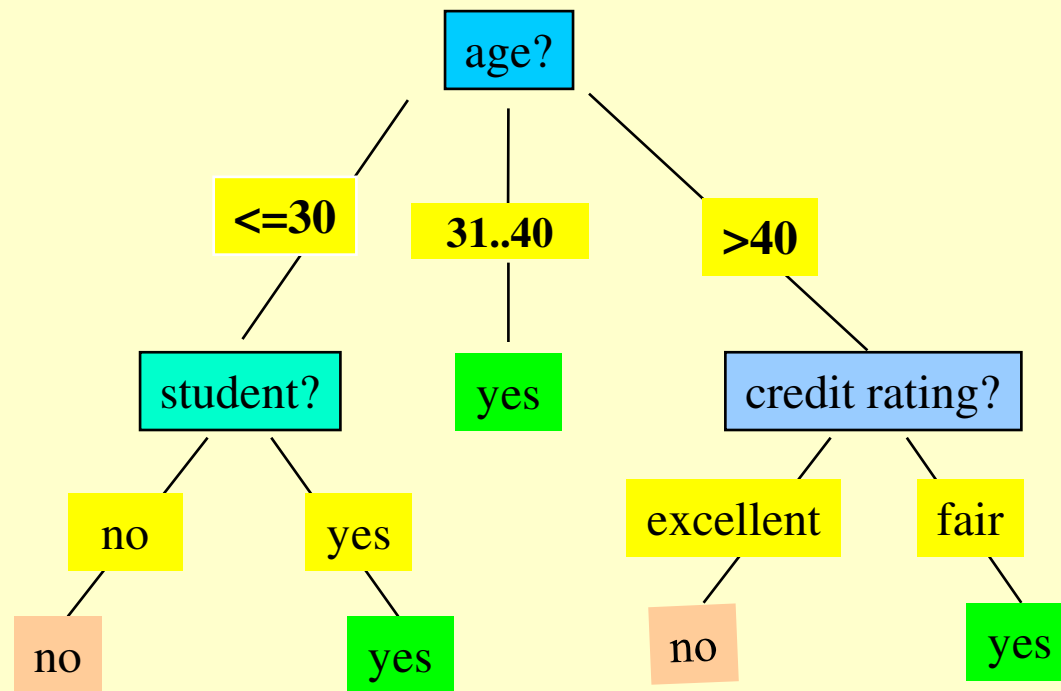 age?
<=30
31..40
>40
student?
yes
credit rating?
no
yes
excellent
fair
no
yes
no
yes